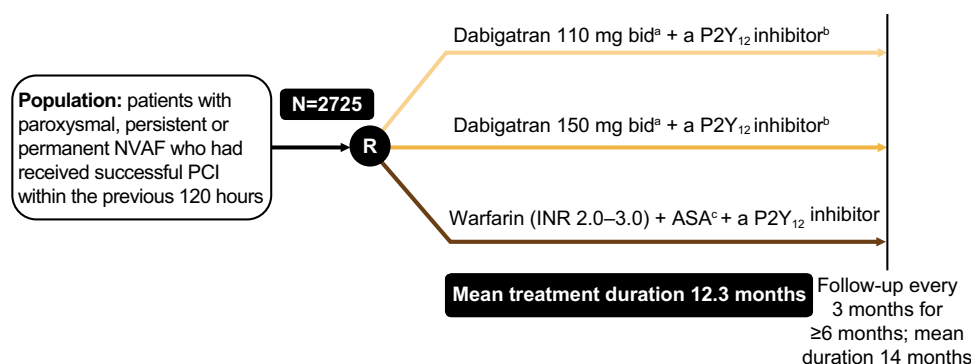 Dabigatran 110 mg bidᵃ + a P2Y₁₂ inhibitorᵇ
Population: patients with
paroxysmal, persistent or
permanent NVAF who had
received successful PCI
within the previous 120 hours
N=2725
R
Dabigatran 150 mg bidᵃ + a P2Y₁₂ inhibitorᵇ
Warfarin (INR 2.0–3.0) + ASAᶜ + a P2Y₁₂ inhibitor
Mean treatment duration 12.3 months
Follow-up every
3 months for
≥6 months; mean
duration 14 months